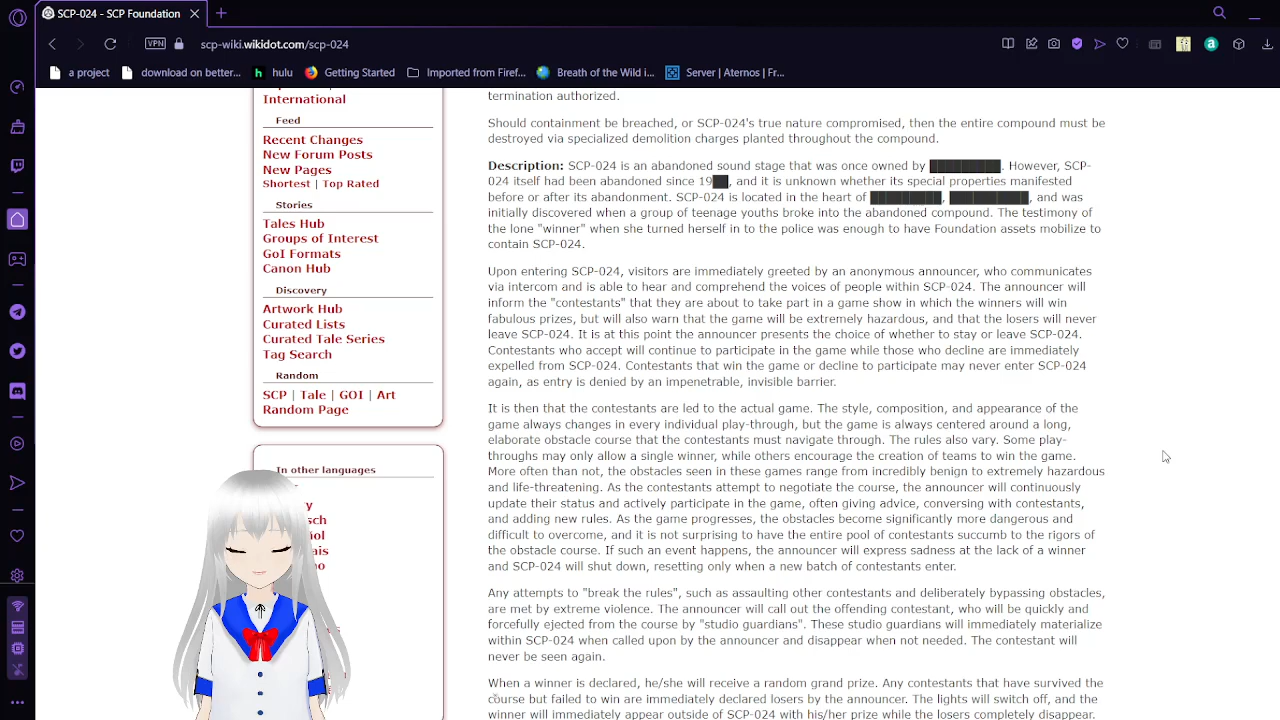 SCP-024 - SCP Foundation
VPN
scp-wiki.wikidot.com/scp-024
a project
download on better...
hulu
Getting Started
Imported from Firef...
Breath of the Wild i...
Server | Aternos | Fr...
International
Feed
Recent Changes
New Forum Posts
New Pages
Shortest | Top Rated
Stories
Tales Hub
Groups of Interest
GoI Formats
Canon Hub
Discovery
Artwork Hub
Curated Lists
Curated Tale Series
Tag Search
Random
SCP | Tale | GOI | Art
Random Page
In other languages
termination authorized.
Should containment be breached, or SCP-024's true nature compromised, then the entire compound must be
destroyed via specialized demolition charges planted throughout the compound.
Description: SCP-024 is an abandoned sound stage that was once owned by █████████. However, SCP-
024 itself had been abandoned since 19██, and it is unknown whether its special properties manifested
before or after its abandonment. SCP-024 is located in the heart of █████████, ██████████, and was
initially discovered when a group of teenage youths broke into the abandoned compound. The testimony of
the lone "winner" when she turned herself in to the police was enough to have Foundation assets mobilize to
contain SCP-024.
Upon entering SCP-024, visitors are immediately greeted by an anonymous announcer, who communicates
via intercom and is able to hear and comprehend the voices of people within SCP-024. The announcer will
inform the "contestants" that they are about to take part in a game show in which the winners will win
fabulous prizes, but will also warn that the game will be extremely hazardous, and that the losers will never
leave SCP-024. It is at this point the announcer presents the choice of whether to stay or leave SCP-024.
Contestants who accept will continue to participate in the game while those who decline are immediately
expelled from SCP-024. Contestants that win the game or decline to participate may never enter SCP-024
again, as entry is denied by an impenetrable, invisible barrier.
It is then that the contestants are led to the actual game. The style, composition, and appearance of the
game always changes in every individual play-through, but the game is always centered around a long,
elaborate obstacle course that the contestants must navigate through. The rules also vary. Some play-
throughs may only allow a single winner, while others encourage the creation of teams to win the game.
More often than not, the obstacles seen in these games range from incredibly benign to extremely hazardous
and life-threatening. As the contestants attempt to negotiate the course, the announcer will continuously
update their status and actively participate in the game, often giving advice, conversing with contestants,
and adding new rules. As the game progresses, the obstacles become significantly more dangerous and
difficult to overcome, and it is not surprising to have the entire pool of contestants succumb to the rigors of
the obstacle course. If such an event happens, the announcer will express sadness at the lack of a winner
and SCP-024 will shut down, resetting only when a new batch of contestants enter.
Any attempts to "break the rules", such as assaulting other contestants and deliberately bypassing obstacles,
are met by extreme violence. The announcer will call out the offending contestant, who will be quickly and
forcefully ejected from the course by "studio guardians". These studio guardians will immediately materialize
within SCP-024 when called upon by the announcer and disappear when not needed. The contestant will
never be seen again.
When a winner is declared, he/she will receive a random grand prize. Any contestants that have survived the
course but failed to win are immediately declared losers by the announcer. The lights will switch off, and the
winner will immediately appear outside of SCP-024 with his/her prize while the losers completely disappear.